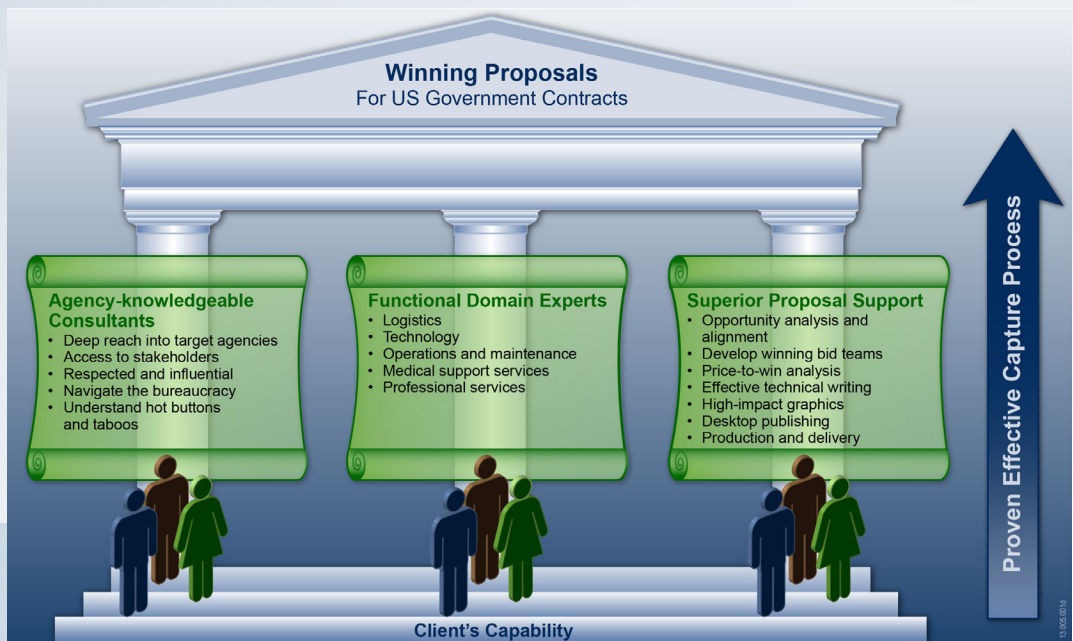 Winning Proposals
For US Government Contracts
Agency-knowledgeable
Consultants
• Deep reach into target agencies
• Access to stakeholders
• Respected and influential
• Navigate the bureaucracy
• Understand hot buttons
and taboos
Functional Domain Experts
• Logistics
• Technology
• Operations and maintenance
• Medical support services
• Professional services
Superior Proposal Support
• Opportunity analysis and
alignment
• Develop winning bid teams
• Price-to-win analysis
• Effective technical writing
• High-impact graphics
• Desktop publishing
• Production and delivery
Proven Effective Capture Process
Client's Capability
13.005.001d